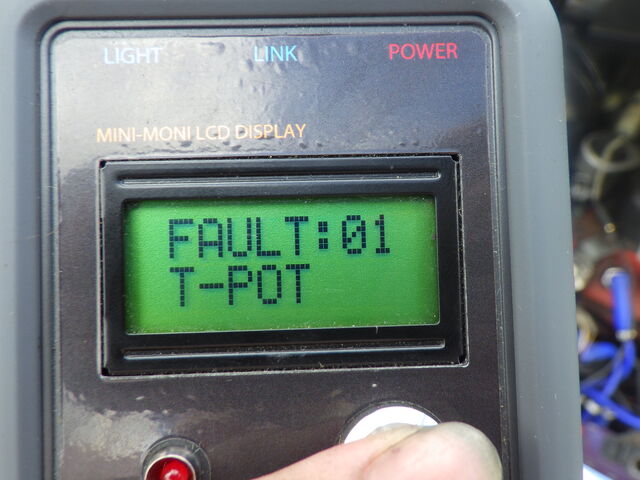 LIGHT LINK POWER
MINI-MONI LCD DISPLAY
FAULT:01
T-POT